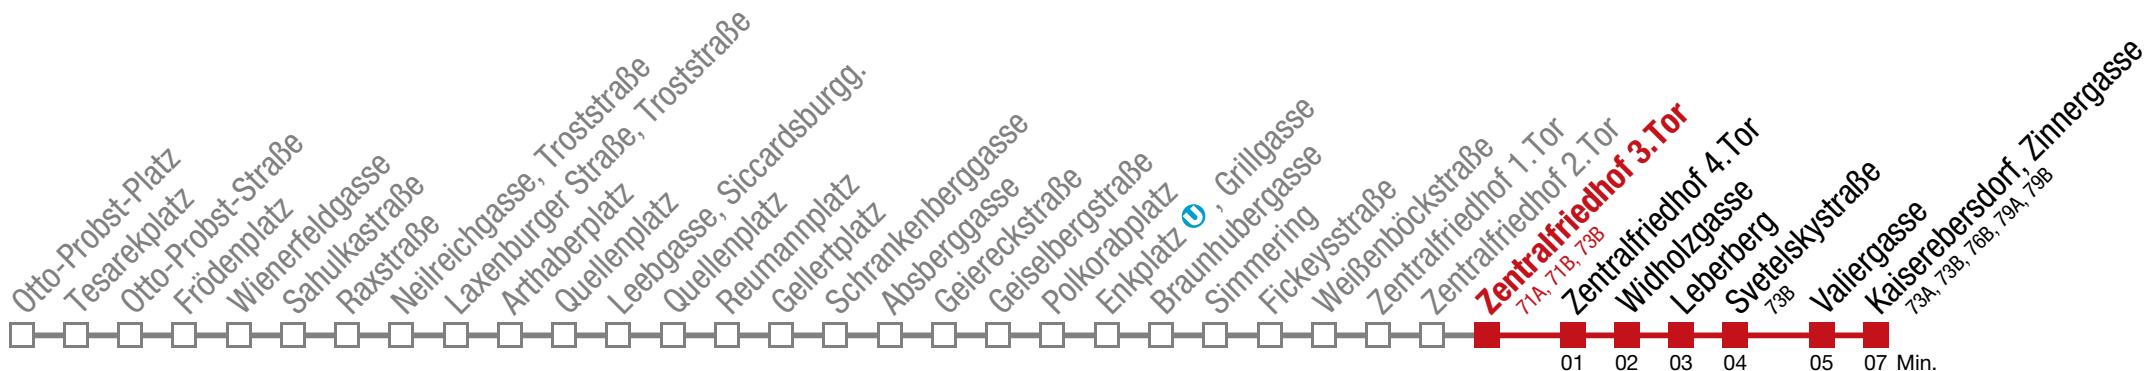 Otto-Probst-Platz
Tesarekplatz
Otto-Probst-Straße
Frödenplatz
Wienerfeldgasse
Sahulkastraße
Raxstraße
Neilreichgasse, Troststraße
Laxenburger Straße, Troststraße
Arthaberplatz
Quellenplatz
Leebgasse, Siccardsburgg.
Quellenplatz
Reumannplatz
Gellertplatz
Schrankenberggasse
Absberggasse
Geiereckstraße
Geiselbergstraße
Polkorabplatz
Enkplatz U, Grillgasse
Braunhubergasse
Simmering
Fickeysstraße
Weißenböckstraße
Zentralfriedhof 1.Tor
Zentralfriedhof 2.Tor
Zentralfriedhof 3.Tor
71A, 71B, 73B
Zentralfriedhof 4.Tor
Widholzgasse
Leberberg
Svetelskystraße
73B
Valiergasse
Kaiserebersdorf, Zinnergasse
73A, 73B, 76B, 79A, 79B
01 02 03 04 05 07 Min.